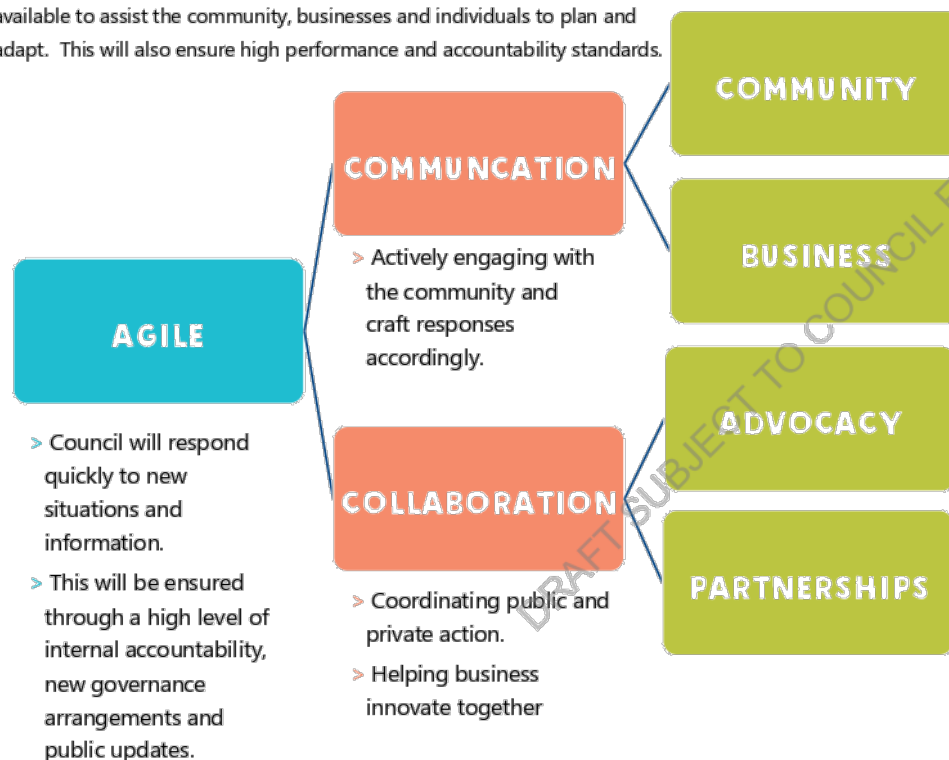 available to assist the community, businesses and individuals to plan and
adapt. This will also ensure high performance and accountability standards.
COMMUNITY
COMMUNCATION
BUSINESS
> Actively engaging with
the community and
craft responses
accordingly.
AGILE
ADVOCACY
> Council will respond
quickly to new
situations and
information.
COLLABORATION
> This will be ensured
through a high level of
internal accountability,
new governance
arrangements and
public updates.
PARTNERSHIPS
> Coordinating public and
private action.
> Helping business
innovate together
DRAFT SUBJECT TO COUNCIL